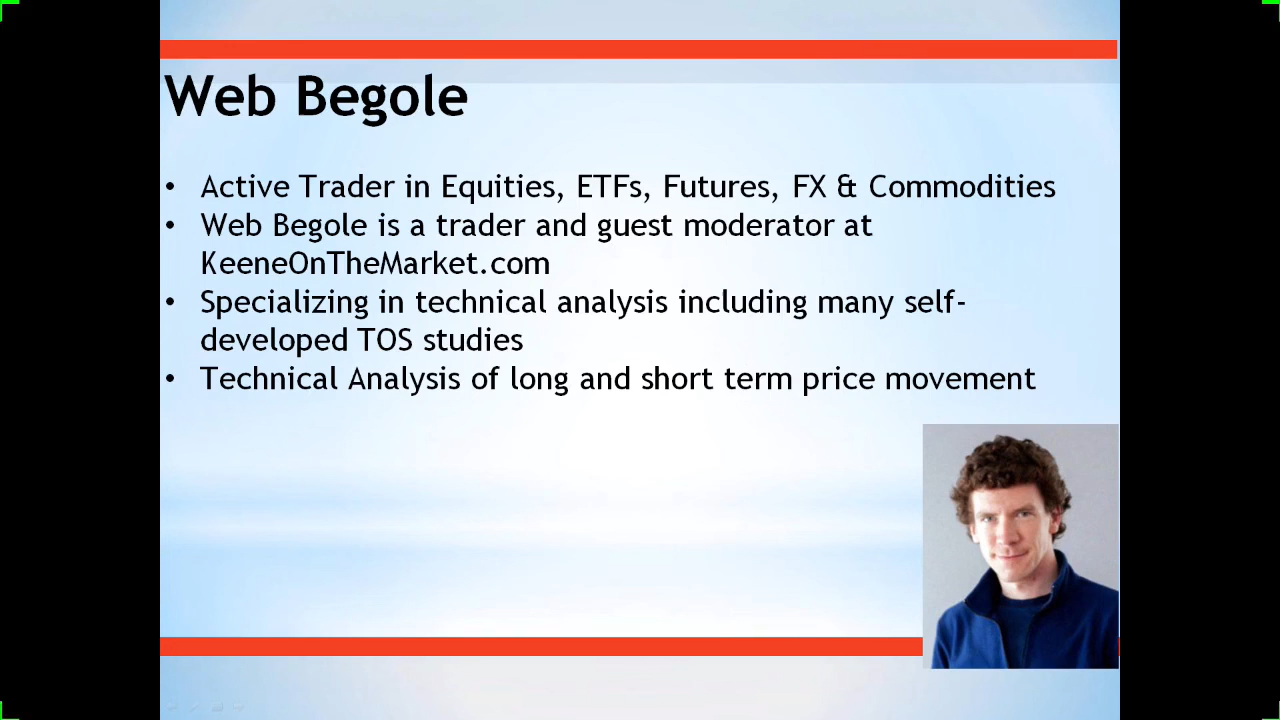 Web Begole
• Active Trader in Equities, ETFs, Futures, FX & Commodities
• Web Begole is a trader and guest moderator at
KeeneOnTheMarket.com
• Specializing in technical analysis including many self-
developed TOS studies
• Technical Analysis of long and short term price movement